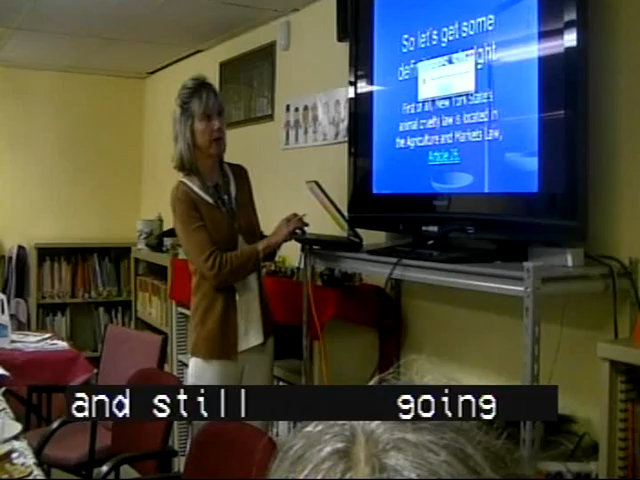 So let's get some
straight
First of all, New York State's
animal cruelty law is located in
the Agriculture and Markets Law,
Article 26.
and still going